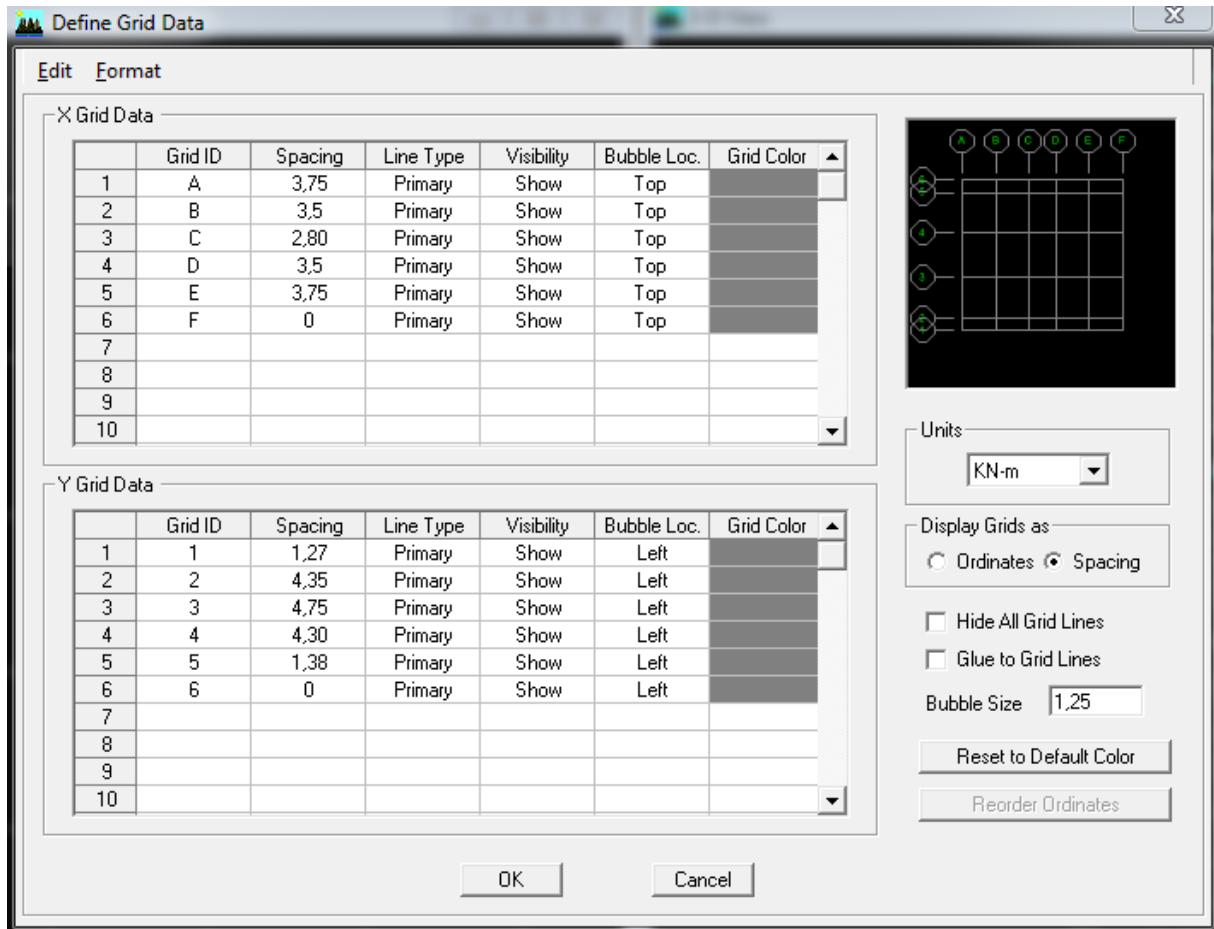 Define Grid Data
Edit Format
X Grid Data
Grid ID Spacing Line Type Visibility Bubble Loc. Grid Color
1 A 3,75 Primary Show Top
2 B 3,5 Primary Show Top
3 C 2,80 Primary Show Top
4 D 3,5 Primary Show Top
5 E 3,75 Primary Show Top
6 F 0 Primary Show Top
7
8
9
10
Y Grid Data
Grid ID Spacing Line Type Visibility Bubble Loc. Grid Color
1 1 1,27 Primary Show Left
2 2 4,35 Primary Show Left
3 3 4,75 Primary Show Left
4 4 4,30 Primary Show Left
5 5 1,38 Primary Show Left
6 6 0 Primary Show Left
7
8
9
10
A B C D E F
4
3
Units
KN-m
Display Grids as
Ordinates Spacing
Hide All Grid Lines
Glue to Grid Lines
Bubble Size 1,25
Reset to Default Color
Reorder Ordinates
OK Cancel